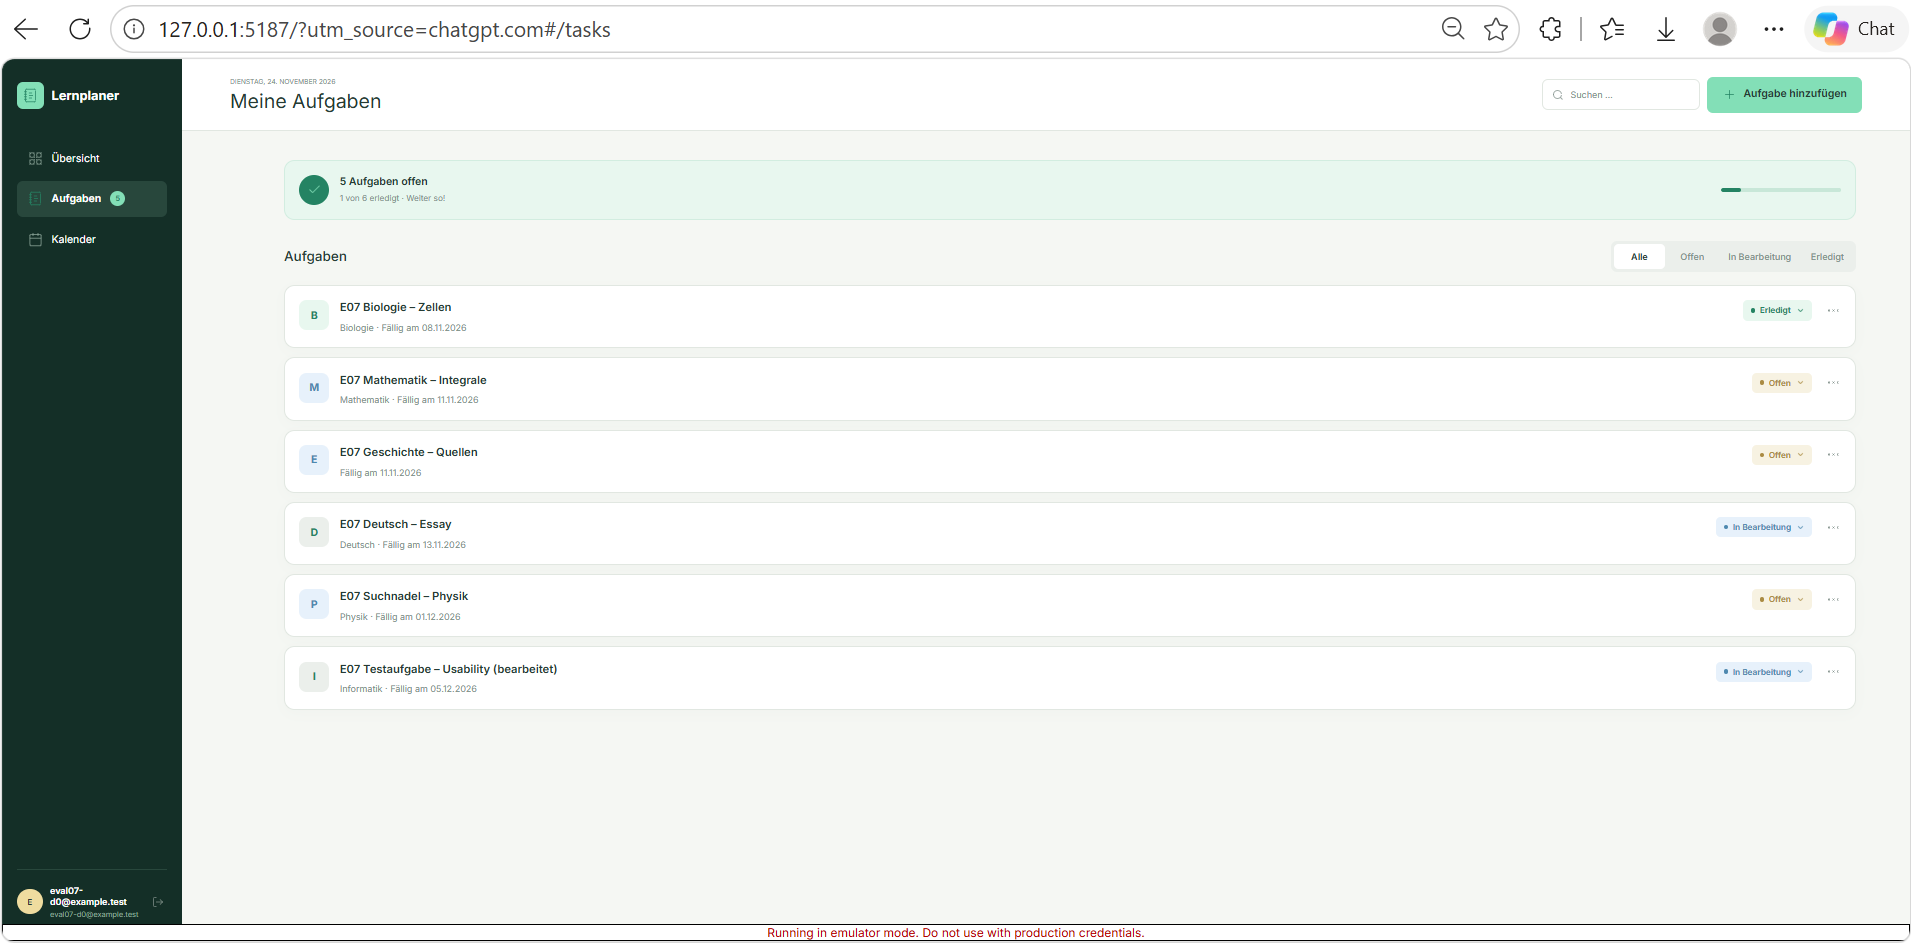 127.0.0.1:5187/?utm_source=chatgpt.com#/tasks
Chat
Lernplaner
Übersicht
Aufgaben 5
Kalender
E
eval07-
d0@example.test
eval07-d0@example.test
DIENSTAG, 24. NOVEMBER 2026
Meine Aufgaben
Suchen ...
Aufgabe hinzufügen
5 Aufgaben offen
1 von 6 erledigt · Weiter so!
Aufgaben
Alle Offen In Bearbeitung Erledigt
B
E07 Biologie – Zellen
Biologie · Fällig am 08.11.2026
Erledigt
M
E07 Mathematik – Integrale
Mathematik · Fällig am 11.11.2026
Offen
E
E07 Geschichte – Quellen
Fällig am 11.11.2026
Offen
D
E07 Deutsch – Essay
Deutsch · Fällig am 13.11.2026
In Bearbeitung
P
E07 Suchnadel – Physik
Physik · Fällig am 01.12.2026
Offen
I
E07 Testaufgabe – Usability (bearbeitet)
Informatik · Fällig am 05.12.2026
In Bearbeitung
Running in emulator mode. Do not use with production credentials.